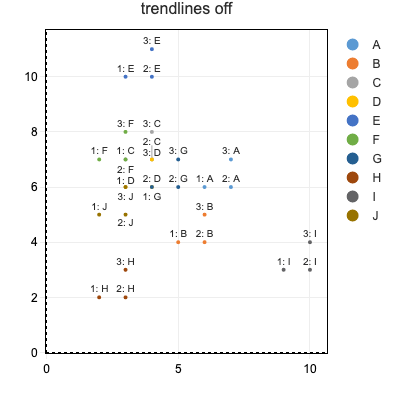 trendlines off
3: E
1: E 2: E
10
3: F 3: C
8
2: C
1: F 1: C 3: D 3: G 3: A
2: F
1: D 2: D 2: G 1: A 2: A
6
3: J 1: G
1: J 3: B
2: J
1: B 2: B 3: I
4
3: H 1: I 2: I
1: H 2: H
2
0
0 5 10
A
B
C
D
E
F
G
H
I
J